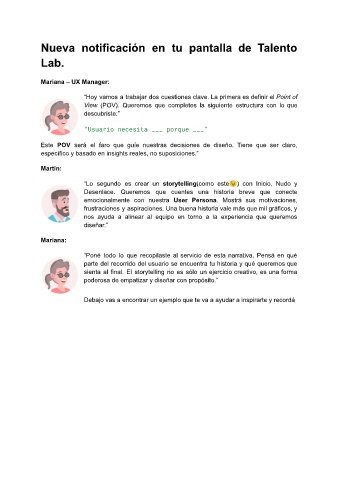 Nueva notificación en tu pantalla de Talento
Lab.
Mariana – UX Manager:
"Hoy vamos a trabajar dos cuestiones clave. La primera es definir el Point of
View (POV). Queremos que completes la siguiente estructura con lo que
descubriste:"
"Usuario necesita ___ porque ___"
Este POV será el faro que guíe nuestras decisiones de diseño. Tiene que ser claro,
específico y basado en insights reales, no suposiciones."
Martín:
"Lo segundo es crear un storytelling(como este😉) con Inicio, Nudo y
Desenlace. Queremos que cuentes una historia breve que conecte
emocionalmente con nuestra User Persona. Mostrá sus motivaciones,
frustraciones y aspiraciones. Una buena historia vale más que mil gráficos, y
nos ayuda a alinear al equipo en torno a la experiencia que queremos
diseñar."
Mariana:
"Poné todo lo que recopilaste al servicio de esta narrativa. Pensá en qué
parte del recorrido del usuario se encuentra tu historia y qué queremos que
sienta al final. El storytelling no es sólo un ejercicio creativo, es una forma
poderosa de empatizar y diseñar con propósito."
Debajo vas a encontrar un ejemplo que te va a ayudar a inspirarte y recordá